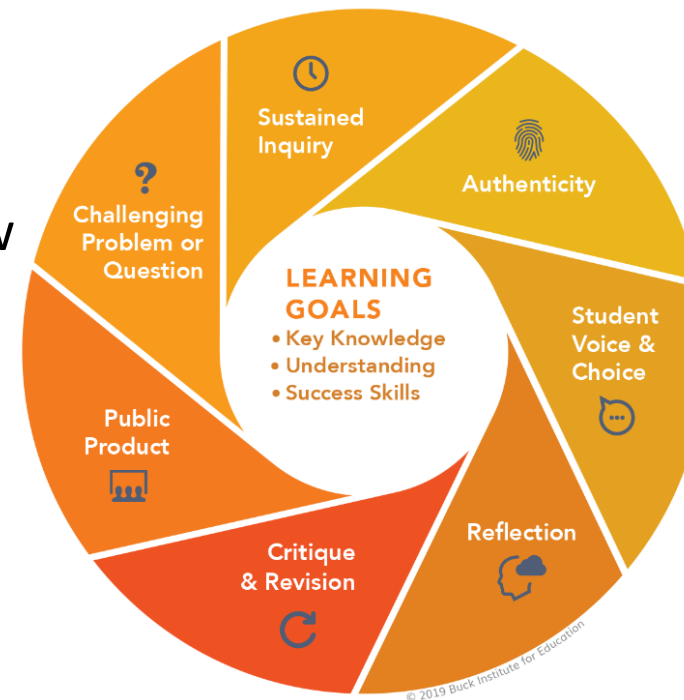 Sustained
Inquiry
Authenticity
Student
Voice &
Choice
Reflection
Critique
& Revision
Public
Product
?
Challenging
Problem or
Question
LEARNING
GOALS
• Key Knowledge
• Understanding
• Success Skills
© 2019 Buck Institute for Education